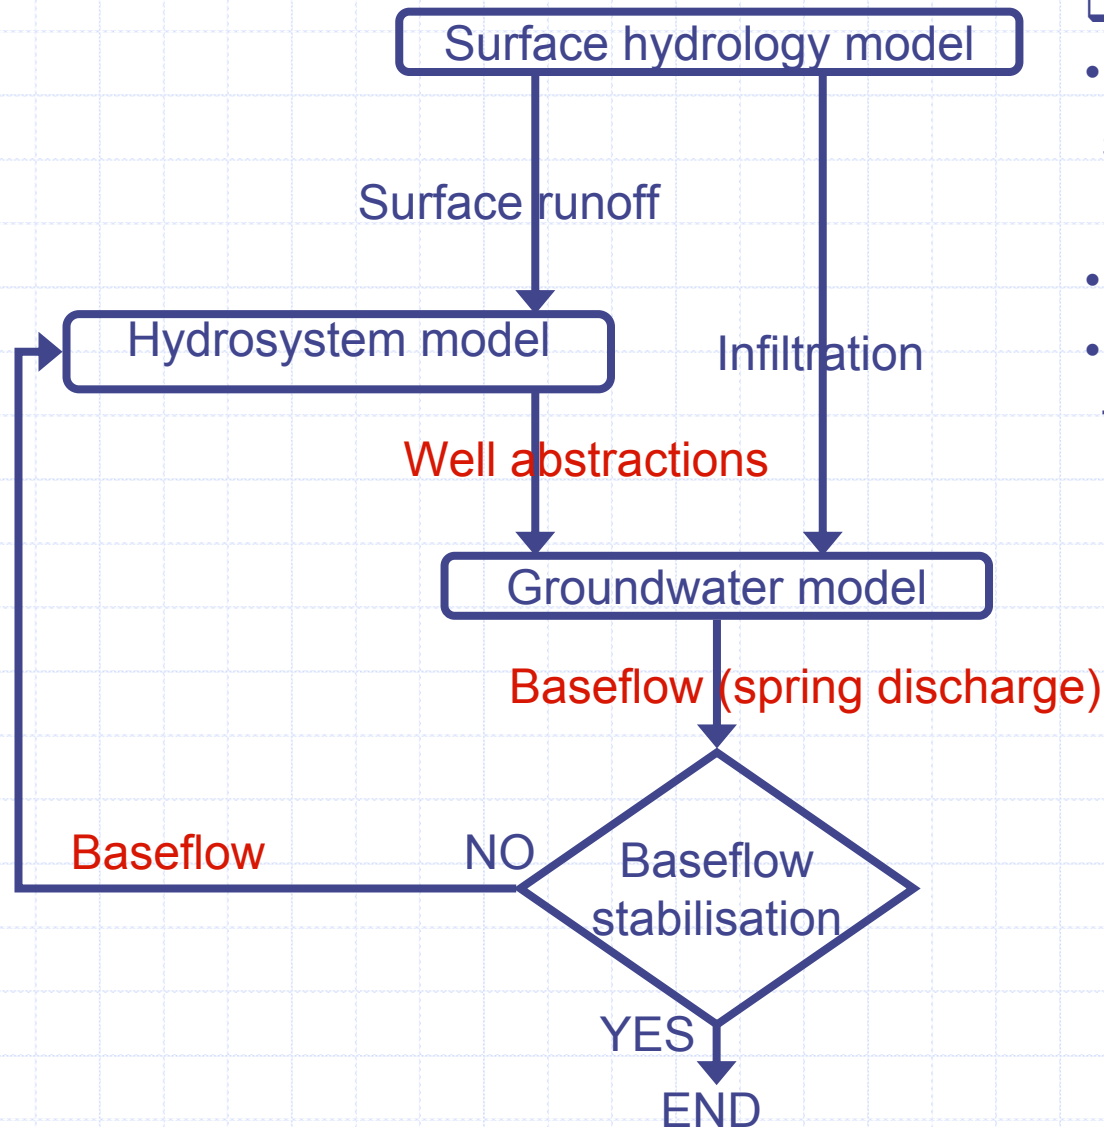 Surface hydrology model
Surface runoff
Hydrosystem model
Infiltration
Well abstractions
Groundwater model
Baseflow (spring discharge)
Baseflow
NO
Baseflow
stabilisation
YES
END